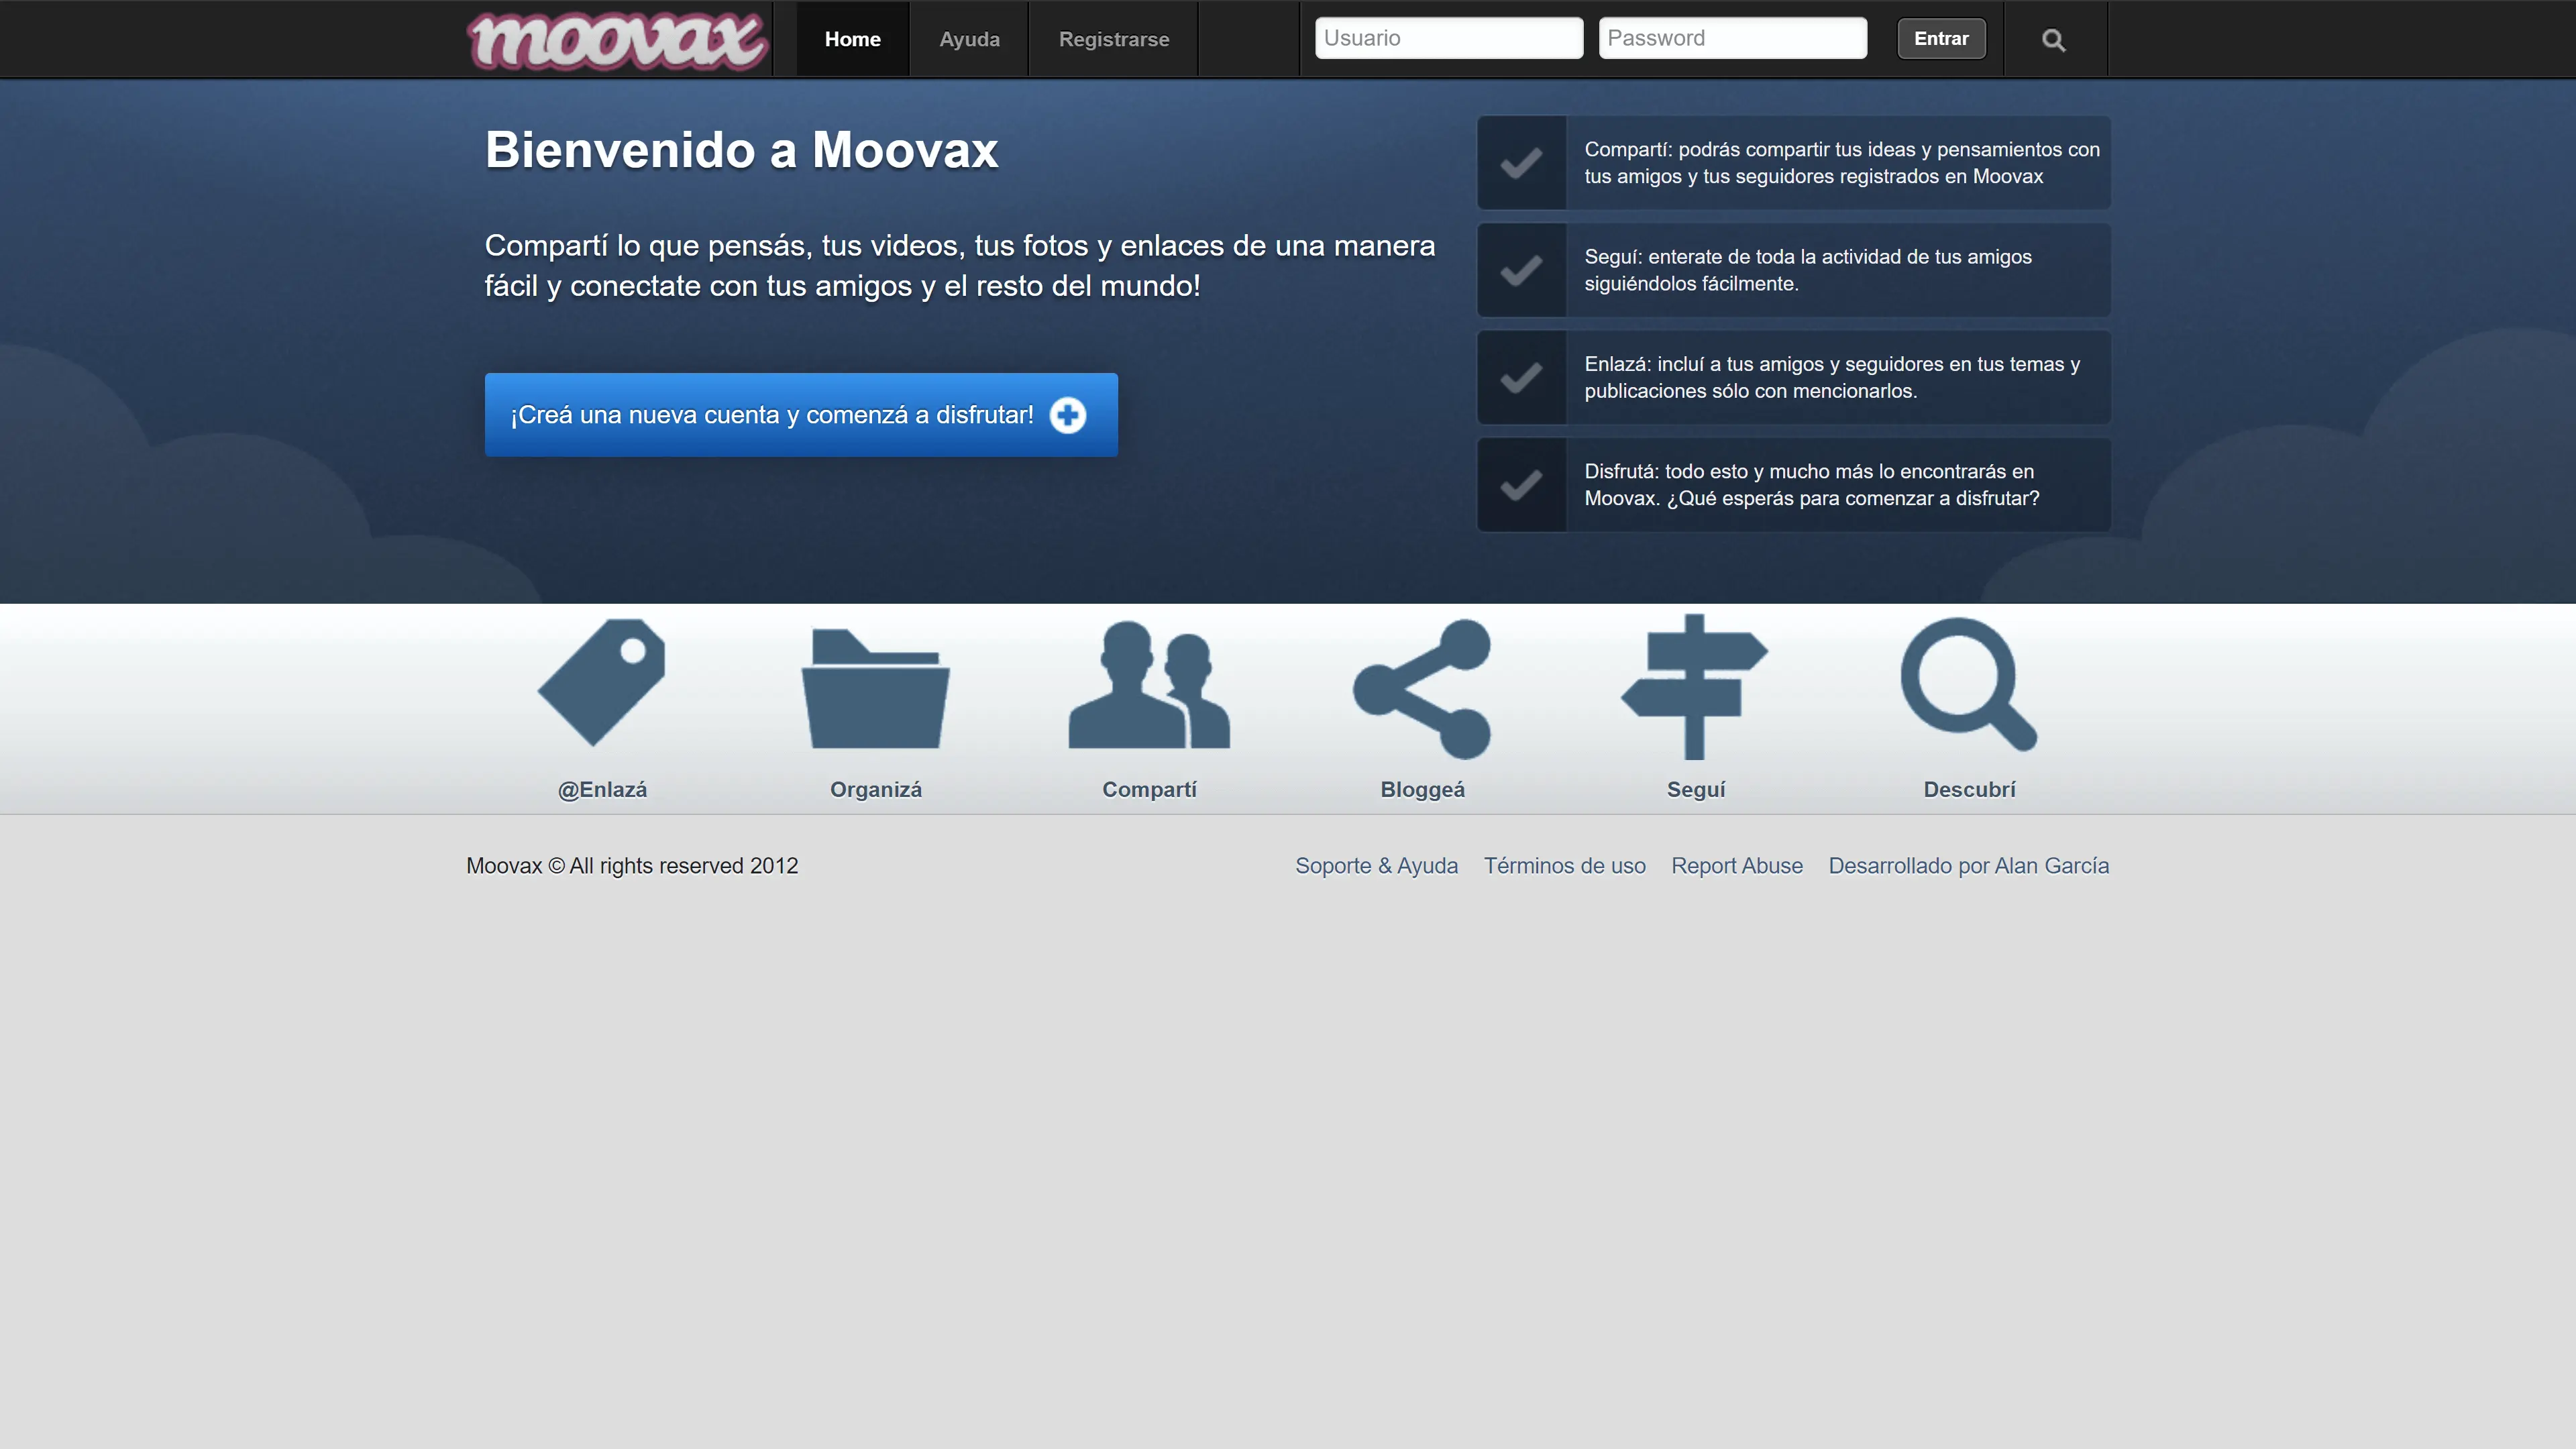 moovax
Home
Ayuda
Registrarse
Usuario
Password
Entrar
Bienvenido a Moovax
Compartí lo que pensás, tus videos, tus fotos y enlaces de una manera
fácil y conectate con tus amigos y el resto del mundo!
¡Creá una nueva cuenta y comenzá a disfrutar!
Compartí: podrás compartir tus ideas y pensamientos con
tus amigos y tus seguidores registrados en Moovax
Seguí: enterate de toda la actividad de tus amigos
siguiéndolos fácilmente.
Enlazá: incluí a tus amigos y seguidores en tus temas y
publicaciones sólo con mencionarlos.
Disfrutá: todo esto y mucho más lo encontrarás en
Moovax. ¿Qué esperás para comenzar a disfrutar?
@Enlazá
Organizá
Compartí
Bloggeá
Seguí
Descubrí
Moovax © All rights reserved 2012
Soporte & Ayuda
Términos de uso
Report Abuse
Desarrollado por Alan García